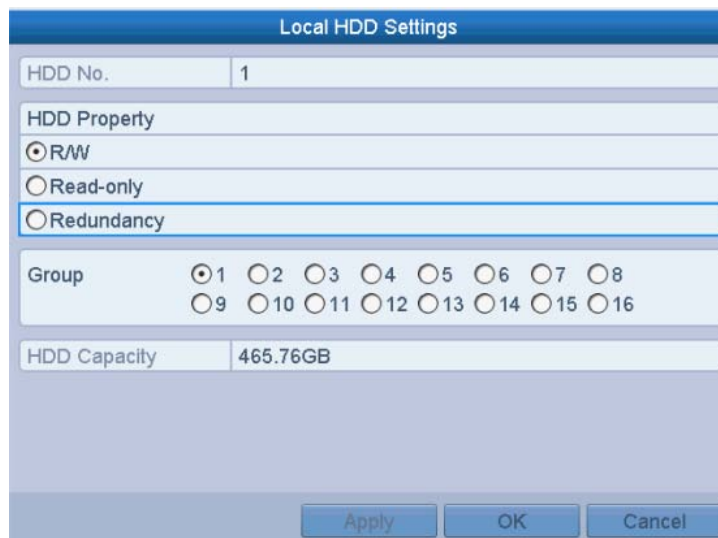 Local HDD Settings
HDD No. 1
HDD Property
R/W
Read-only
Redundancy
Group 1 2 3 4 5 6 7 8
9 10 11 12 13 14 15 16
HDD Capacity 465.76GB
Apply OK Cancel